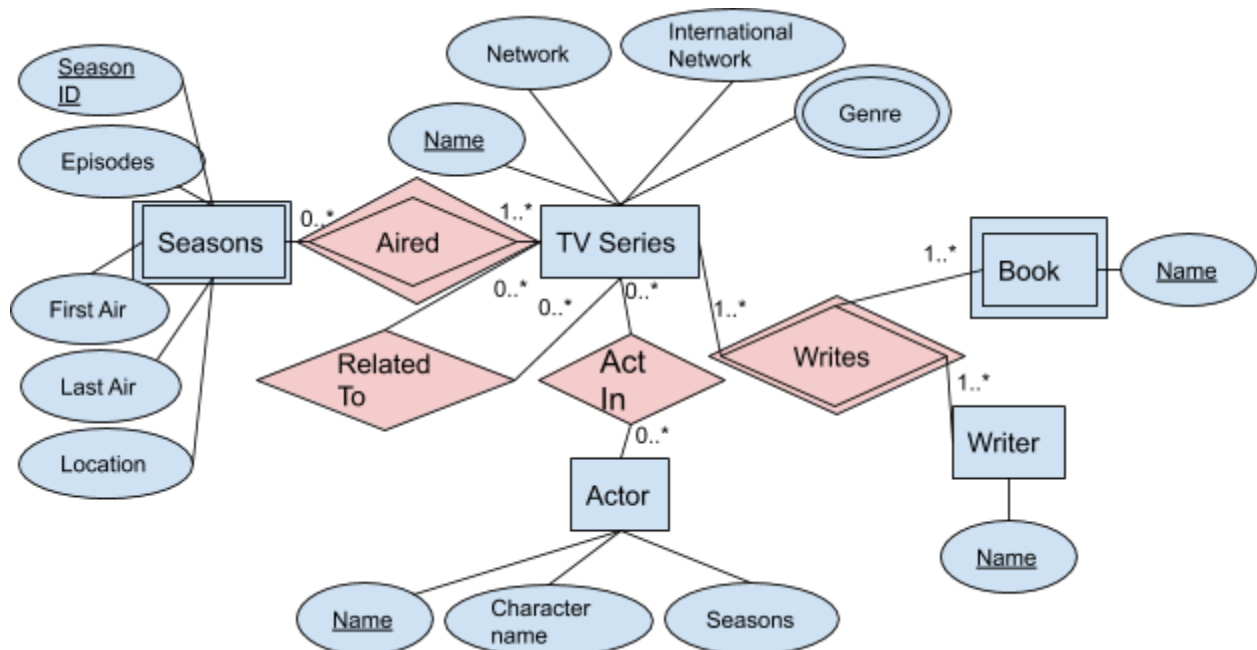 International
Network
Network
Season
ID
Genre
Name
Episodes
0..*
1..*
Seasons
Aired
TV Series
1..*
Book
Name
0..*
0..*
0..*
1..*
First Air
Related
To
Act
In
Writes
Last Air
1..*
0..*
Writer
Location
Actor
Name
Name
Character
name
Seasons